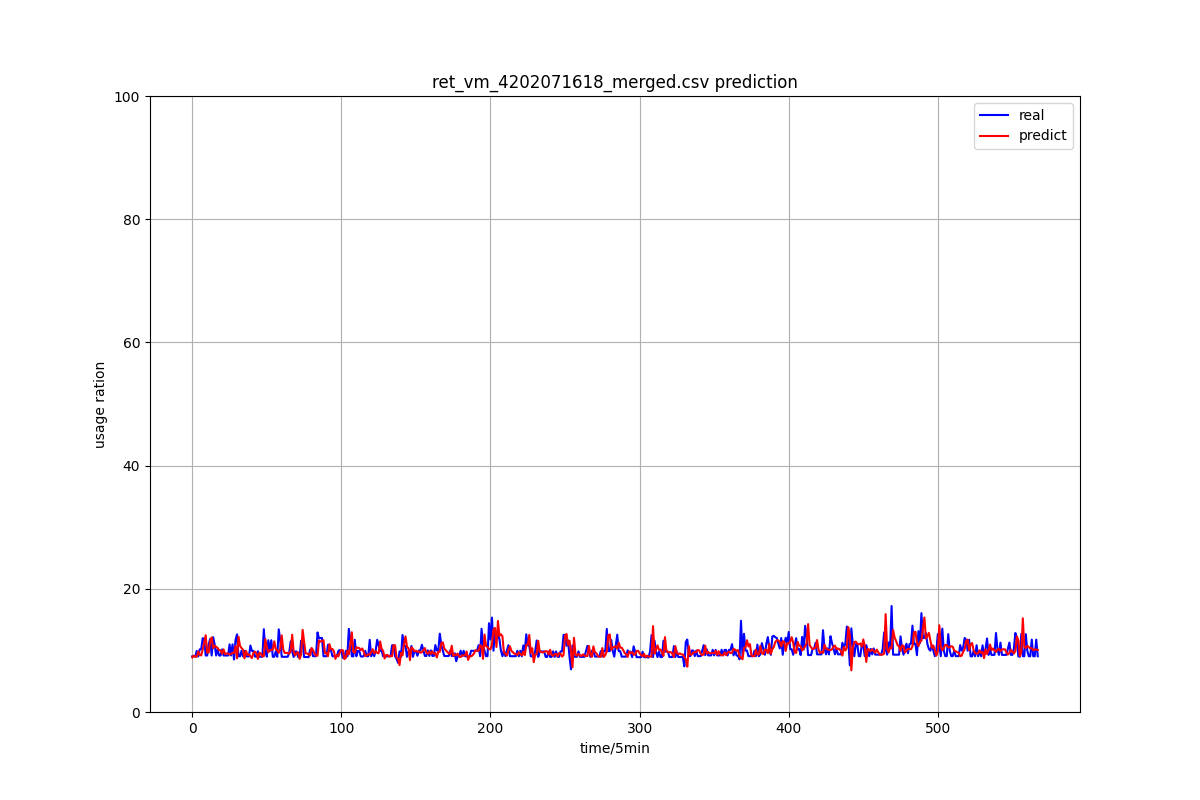 ret_vm_4202071618_merged.csv prediction
100
80
60
40
20
0
usage ration
real
predict
0 100 200 300 400 500
time/5min